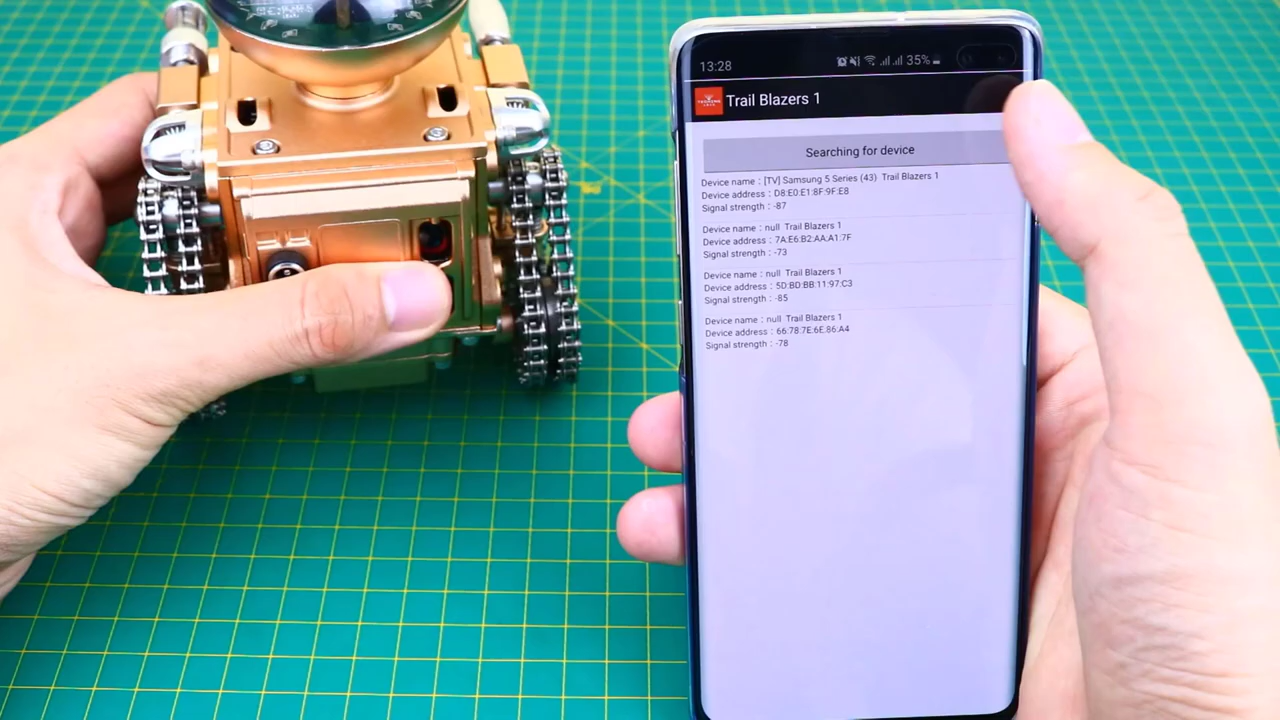 13:28
35%
Trail Blazers 1
Searching for device
Device name : [TV] Samsung 5 Series (43) Trail Blazers 1
Device address : D8:E0:E1:8F:9F:E8
Signal strength : -87
Device name : null Trail Blazers 1
Device address : 7A:E6:B2:AA:A1:7F
Signal strength : -73
Device name : null Trail Blazers 1
Device address : 5D:BD:BB:11:97:C3
Signal strength : -85
Device name : null Trail Blazers 1
Device address : 66:78:7E:6E:86:A4
Signal strength : -78